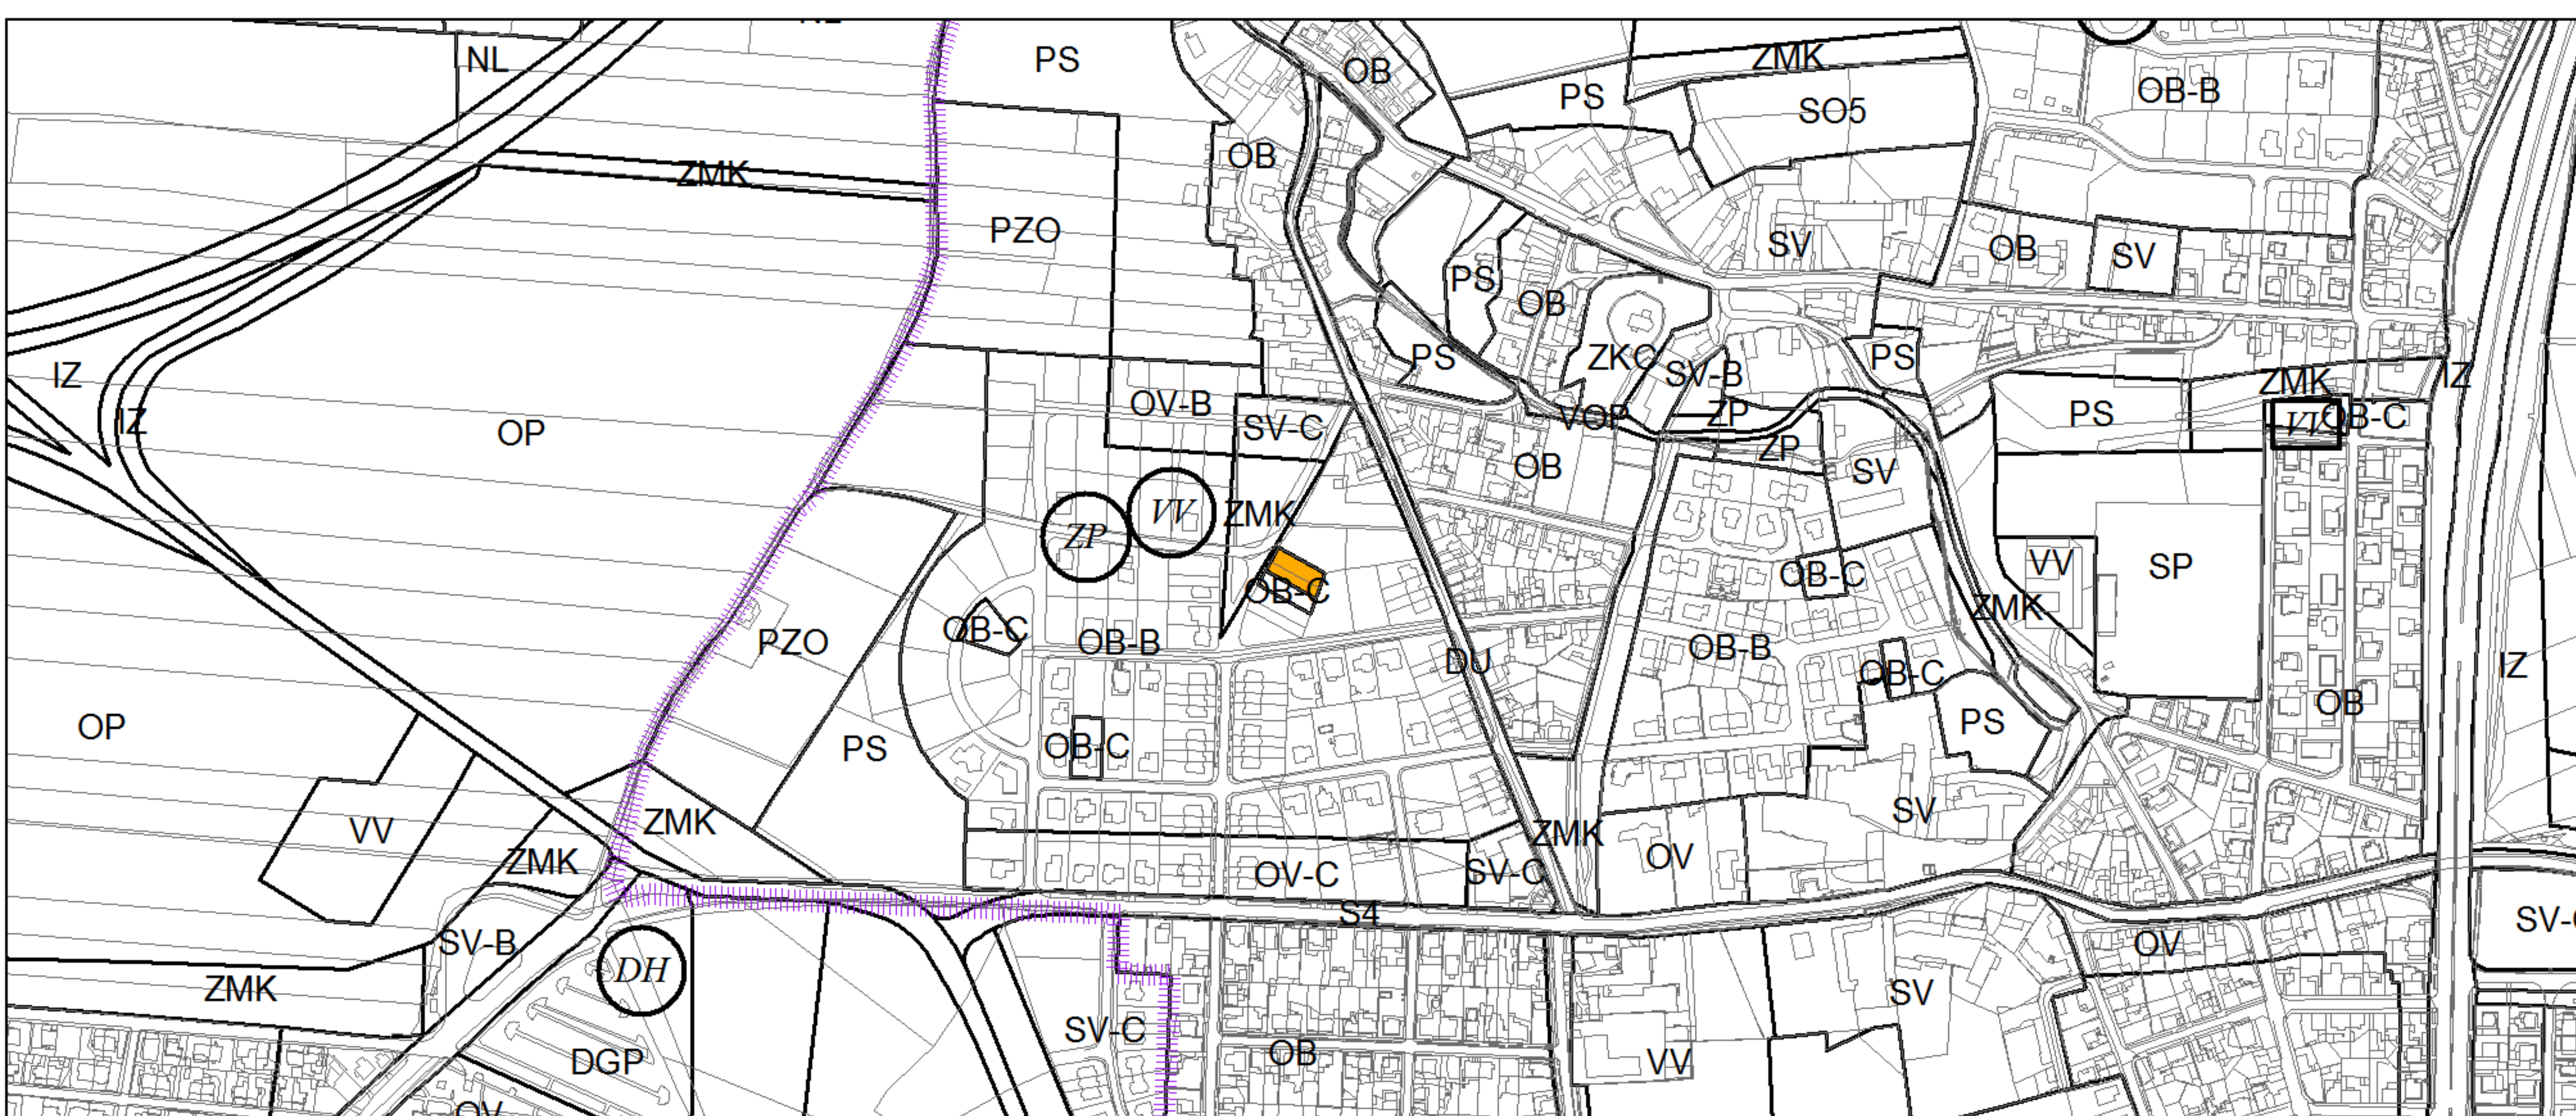 NL
PS
OB
ZMK
PS
SO5
OB-B
OB
ZMK
PZO
SV
OB
SV
PS
OB
PS
ZKC
SV-B
PS
ZMK
IZ
IZ
IZ
OP
OV-B
SV-C
VOP
ZP
PS
VV
OB-C
ZP
OB
SV
ZP
VV
ZMK
OB-C
OB-C
VV
SP
ZMK
OB-C
PZO
OB-B
DU
OB-B
OB-C
IZ
OB
OP
PS
OB-C
PS
VV
ZMK
ZMK
OV
SV
ZMK
OV-C
SV-C
S4
SV-B
DH
OV
ZMK
SV
SV-C
OB
VV
DGP
OV